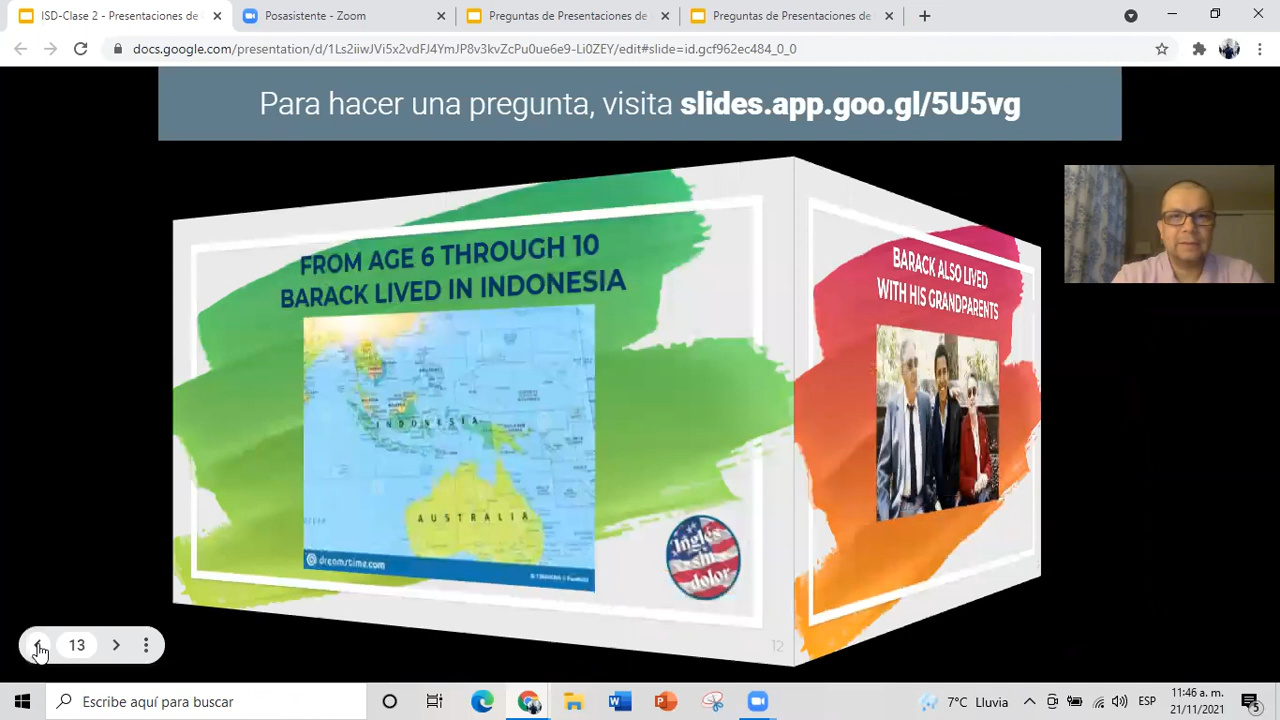 ISD-Clase 2 - Presentaciones de
Posasistente - Zoom
Preguntas de Presentaciones de
Preguntas de Presentaciones de
docs.google.com/presentation/d/1Ls2iiwJVi5x2vdFJ4YmJP8v3kvZcPu0ue6e9-Li0ZEY/edit#slide=id.gcf962ec484_0_0
Para hacer una pregunta, visita slides.app.goo.gl/5U5vg
FROM AGE 6 THROUGH 10
BARACK LIVED IN INDONESIA
INDONESIA
AUSTRALIA
dreamstime.com
Inglés
sin
dolor
12
BARACK ALSO LIVED
WITH HIS GRANDPARENTS
13
Escribe aquí para buscar
7°C Lluvia
ESP
11:46 a. m.
21/11/2021
5